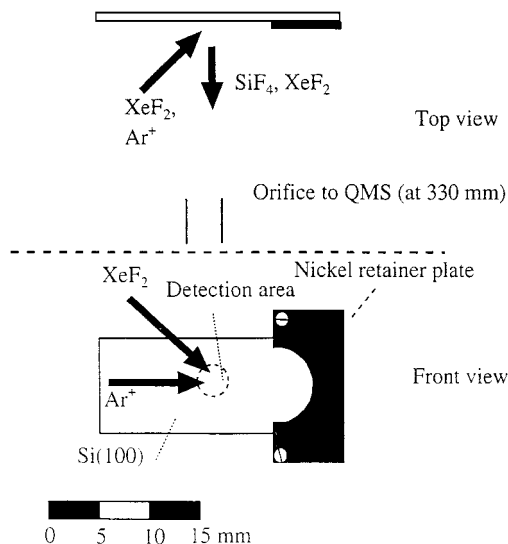 SiF₄, XeF₂
XeF₂,
Ar⁺
Top view
Orifice to QMS (at 330 mm)
Nickel retainer plate
XeF₂
Detection area
Front view
Ar⁺
Si(100)
0 5 10 15 mm